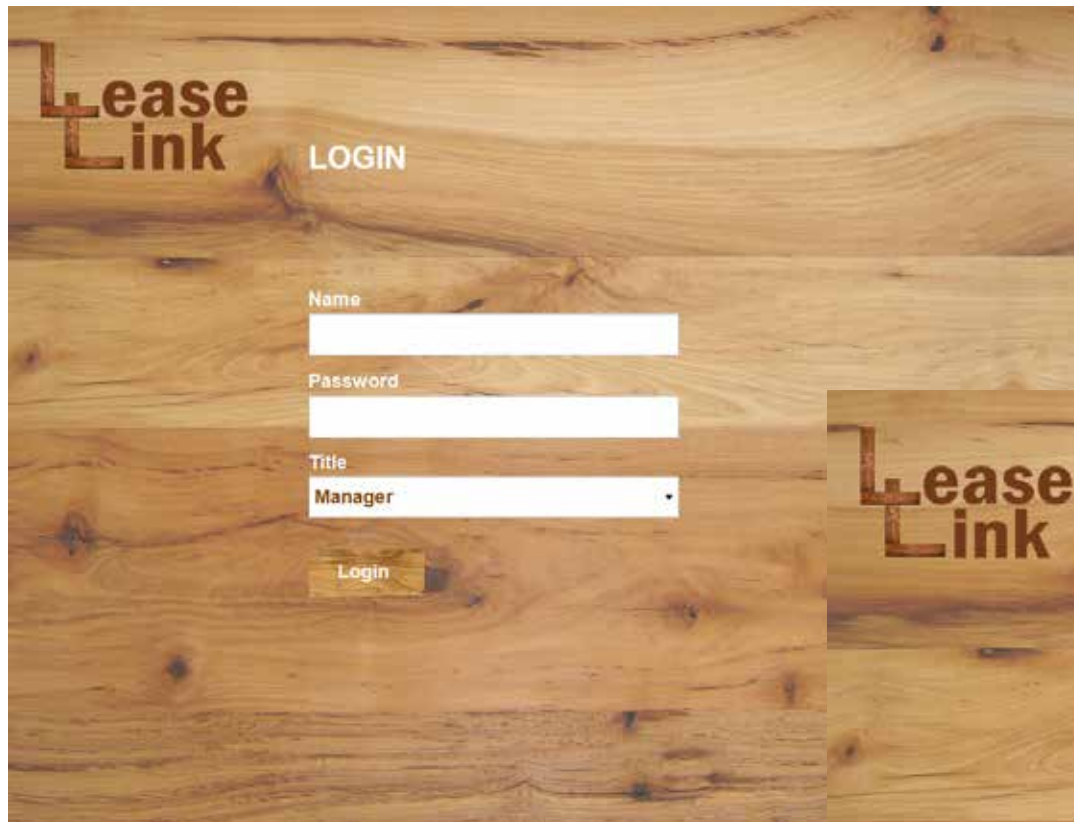 Lease
Link
LOGIN
Name
Password
Title
Manager
Login
Lease
Link